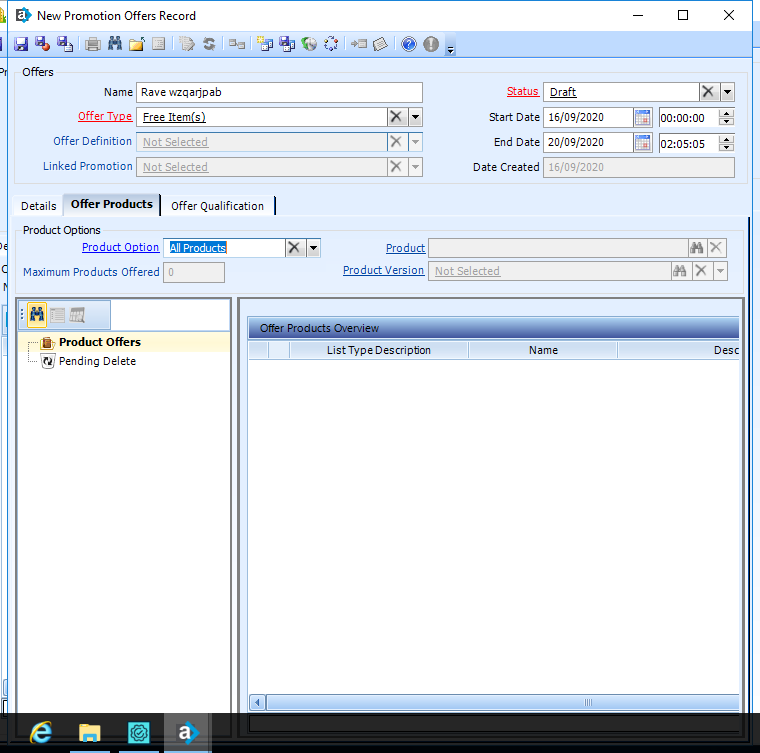 New Promotion Offers Record
Offers
Name Rave wzqarjpab Status Draft
Offer Type Free Item(s) Start Date 16/09/2020 00:00:00
Offer Definition Not Selected End Date 20/09/2020 02:05:05
Linked Promotion Not Selected Date Created 16/09/2020
Details Offer Products Offer Qualification
Product Options
Product Option All Products Product
Maximum Products Offered 0 Product Version Not Selected
Offer Products Overview
Product Offers
List Type Description Name Desc
Pending Delete